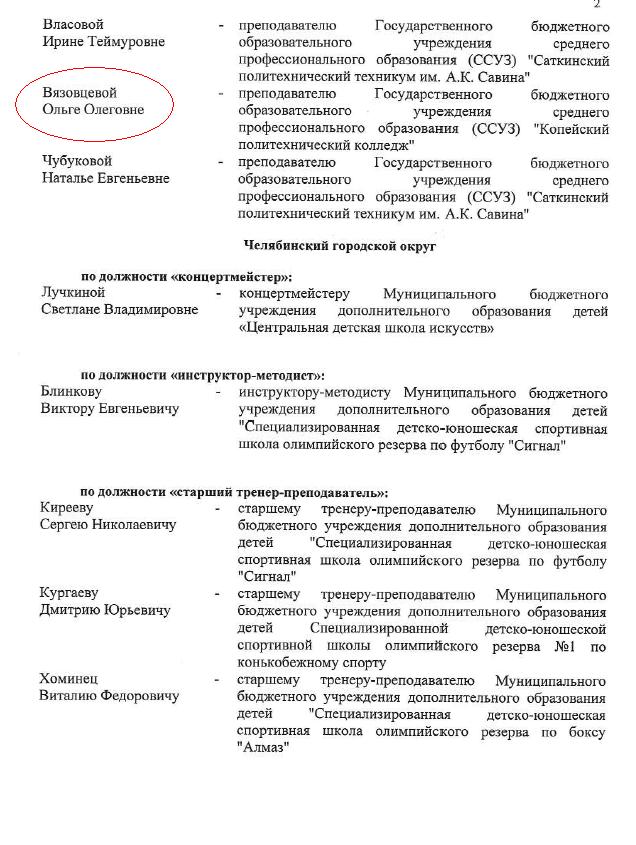 2
Власовой - преподавателю Государственного бюджетного
Ирине Теймуровне образовательного учреждения среднего
профессионального образования (ССУЗ) "Саткинский
политехнический техникум им. А.К. Савина"
Вязовцевой - преподавателю Государственного бюджетного
Ольге Олеговне образовательного учреждения среднего
профессионального образования (ССУЗ) "Копейский
политехнический колледж"
Чубуковой - преподавателю Государственного бюджетного
Наталье Евгеньевне образовательного учреждения среднего
профессионального образования (ССУЗ) "Саткинский
политехнический техникум им. А.К. Савина"
Челябинский городской округ
по должности «концертмейстер»:
Лучкиной - концертмейстеру Муниципального бюджетного
Светлане Владимировне учреждения дополнительного образования детей
«Центральная детская школа искусств»
по должности «инструктор-методист»:
Блинкову - инструктору-методисту Муниципального бюджетного
Виктору Евгеньевичу учреждения дополнительного образования детей
"Специализированная детско-юношеская спортивная
школа олимпийского резерва по футболу "Сигнал"
по должности «старший тренер-преподаватель»:
Кирееву - старшему тренеру-преподавателю Муниципального
Сергею Николаевичу бюджетного учреждения дополнительного образования
детей "Специализированная детско-юношеская
спортивная школа олимпийского резерва по футболу
"Сигнал"
Кургаеву - старшему тренеру-преподавателю Муниципального
Дмитрию Юрьевичу бюджетного учреждения дополнительного образования
детей Специализированной детско-юношеской
спортивной школы олимпийского резерва №1 по
конькобежному спорту
Хоминец - старшему тренеру-преподавателю Муниципального
Виталию Федоровичу бюджетного учреждения дополнительного образования
детей "Специализированная детско-юношеская
спортивная школа олимпийского резерва по боксу
"Алмаз"